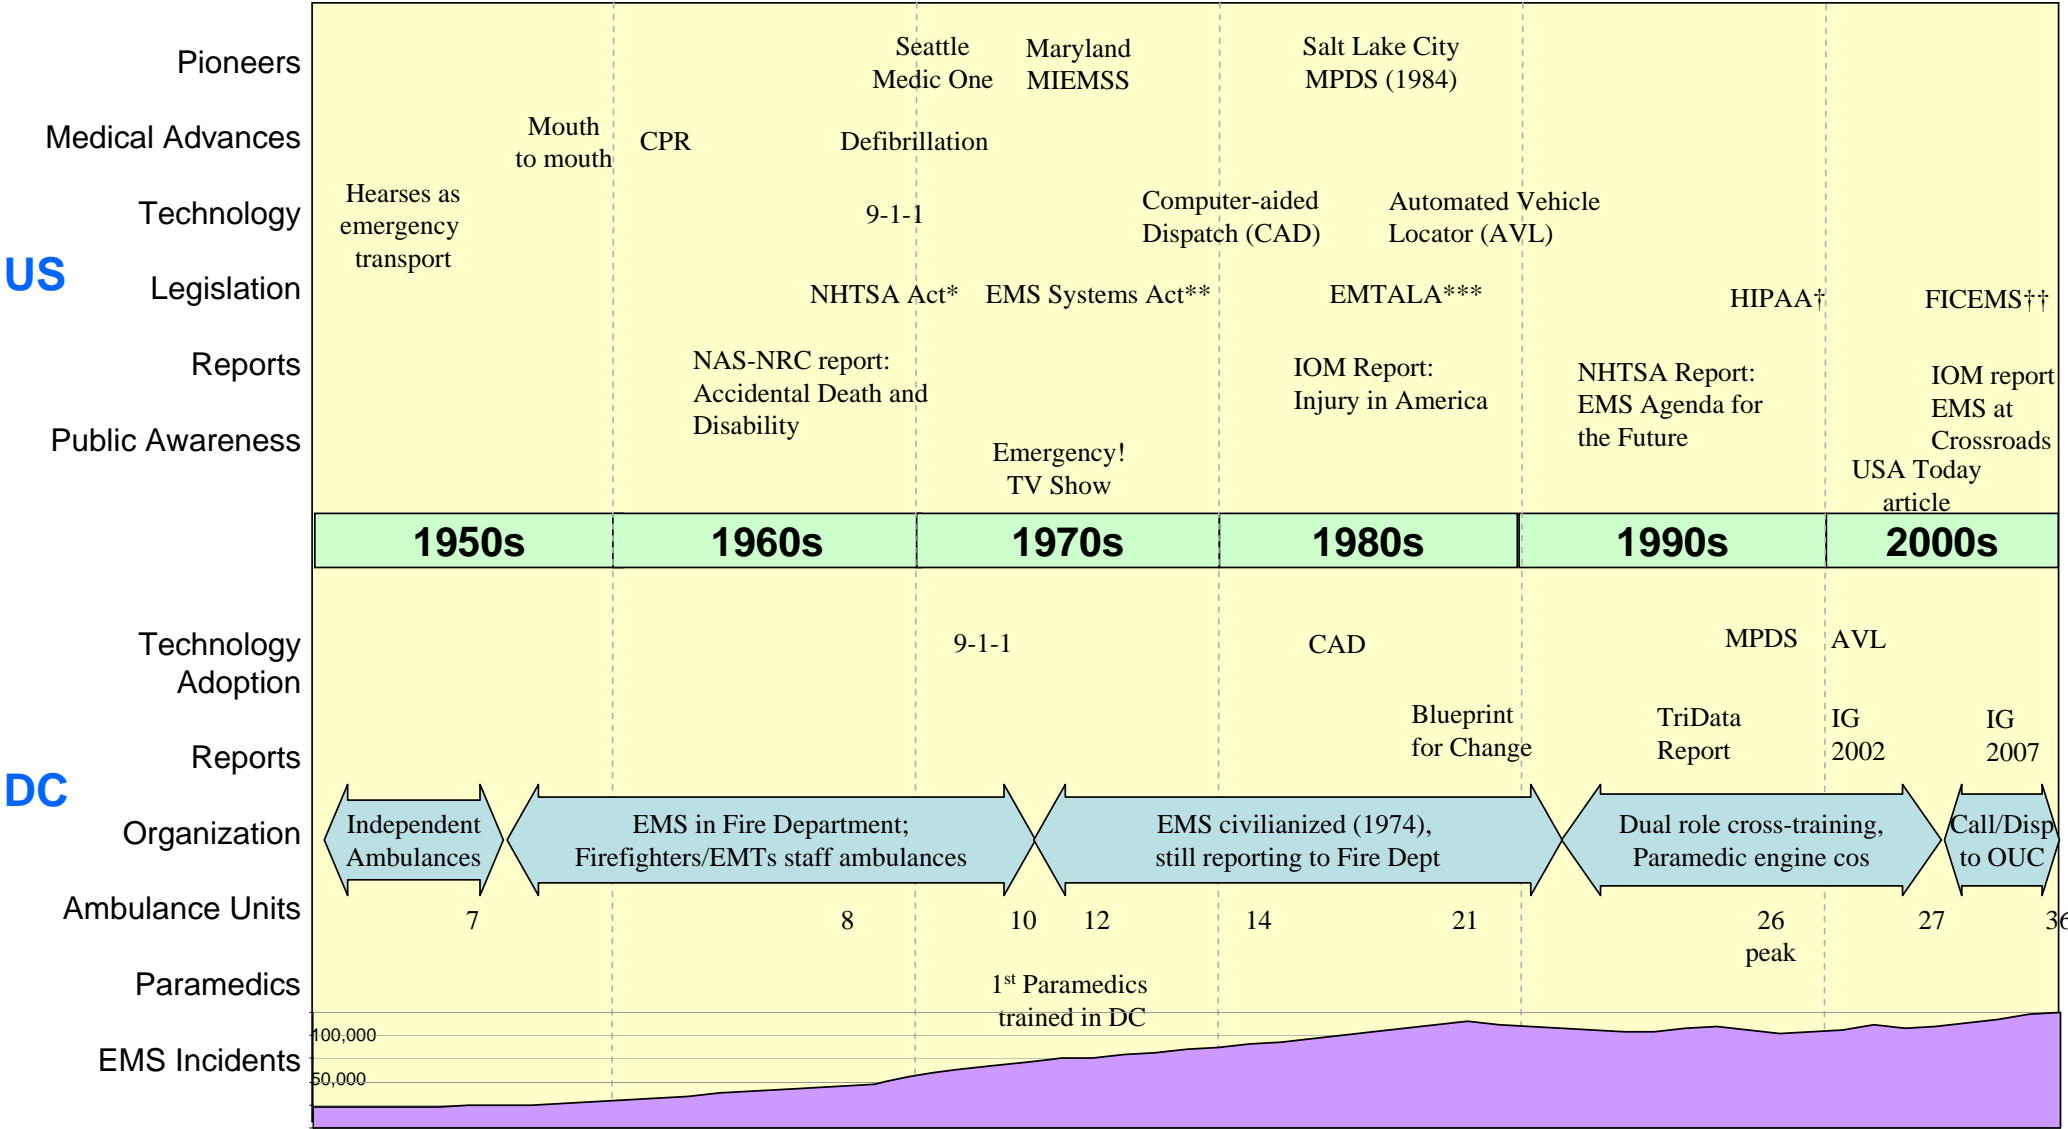 Pioneers
Seattle
Medic One
Maryland
MIEMSS
Salt Lake City
MPDS (1984)
Medical Advances
Mouth
to mouth
CPR
Defibrillation
Technology
Hearses as
emergency
transport
9-1-1
Computer-aided
Dispatch (CAD)
Automated Vehicle
Locator (AVL)
US
Legislation
NHTSA Act*
EMS Systems Act**
EMTALA***
HIPAA†
FICEMS††
Reports
NAS-NRC report:
Accidental Death and
Disability
IOM Report:
Injury in America
NHTSA Report:
EMS Agenda for
the Future
IOM report
EMS at
Crossroads
Public Awareness
Emergency!
TV Show
USA Today
article
1950s
1960s
1970s
1980s
1990s
2000s
Technology
Adoption
9-1-1
CAD
MPDS
AVL
Reports
Blueprint
for Change
TriData
Report
IG
2002
IG
2007
DC
Organization
Independent
Ambulances
EMS in Fire Department;
Firefighters/EMTs staff ambulances
EMS civilianized (1974),
still reporting to Fire Dept
Dual role cross-training,
Paramedic engine cos
Call/Disp
to OUC
Ambulance Units
7
8
10
12
14
21
26
peak
27
36
Paramedics
1st Paramedics
trained in DC
EMS Incidents
100,000
50,000